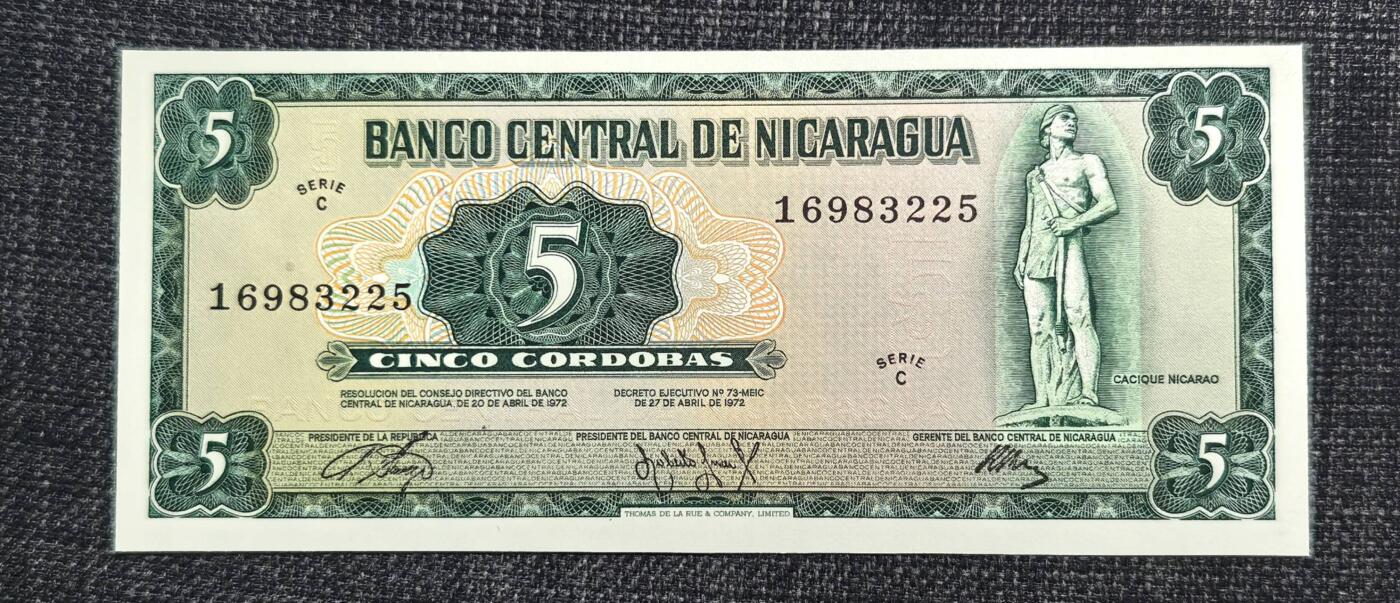 5
5
BANCO CENTRAL DE NICARAGUA
SERIE
C
16983225
5
16983225
CINCO CORDOBAS
SERIE
C
CACIQUE NICARAO
RESOLUCION DEL CONSEJO DIRECTIVO DEL BANCO
CENTRAL DE NICARAGUA, DE 20 DE ABRIL DE 1972
DECRETO EJECUTIVO Nº 73-MEIC
DE 27 DE ABRIL DE 1972
5
5
PRESIDENTE DE LA REPUBLICA
PRESIDENTE DEL BANCO CENTRAL DE NICARAGUA
GERENTE DEL BANCO CENTRAL DE NICARAGUA
THOMAS DE LA RUE & COMPANY, LIMITED